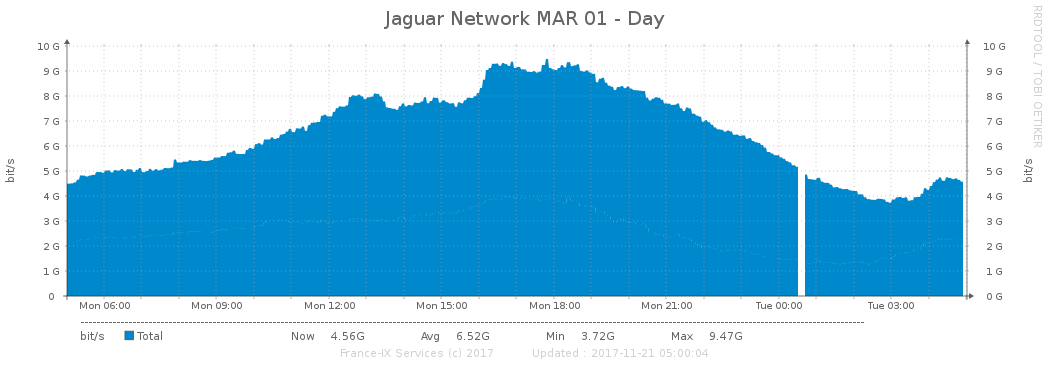 Jaguar Network MAR 01 - Day
RRDTOOL / TOBI OETIKER
10 G 10 G
9 G 9 G
8 G 8 G
7 G 7 G
6 G 6 G
5 G 5 G
4 G 4 G
3 G 3 G
2 G 2 G
1 G 1 G
0 0 G
bit/s
bit/s
Mon 06:00 Mon 09:00 Mon 12:00 Mon 15:00 Mon 18:00 Mon 21:00 Tue 00:00 Tue 03:00
bit/s Total Now 4.56G Avg 6.52G Min 3.72G Max 9.47G
France-IX Services (c) 2017 Updated : 2017-11-21 05:00:04